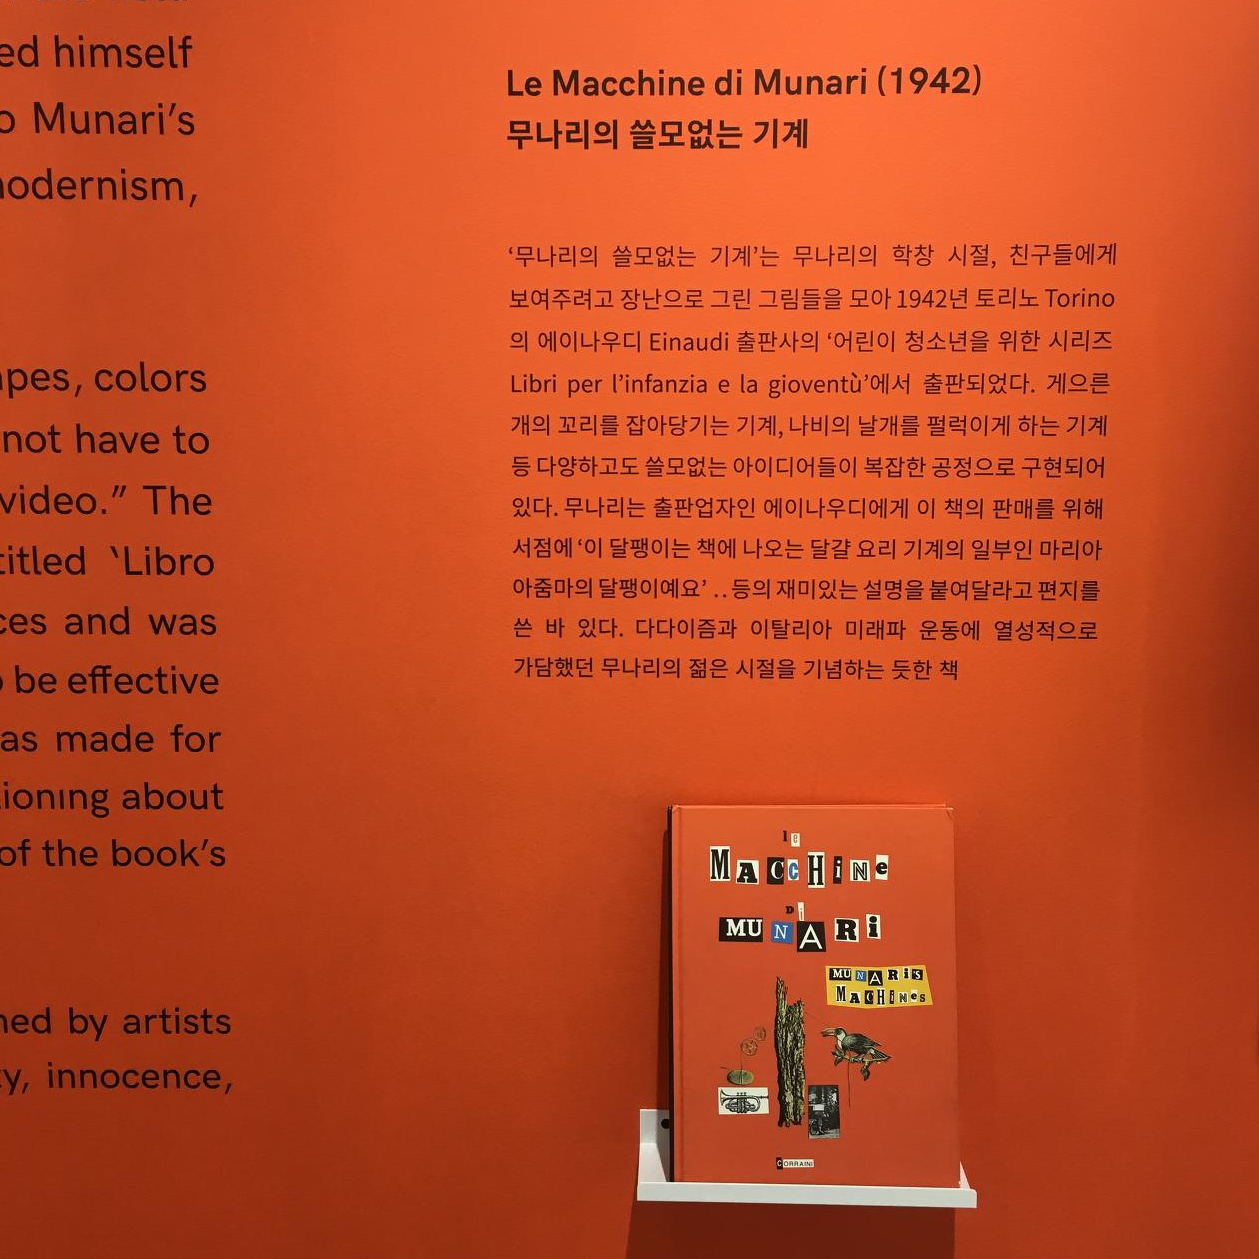 ed himself
Munari’s
modernism,
colors
not have to
video.” The
titled ‘Libro
and was
be effective
as made for
about
of the book’s
by artists
innocence,
Le Macchine di Munari (1942)
무나리의 쓸모없는 기계
‘무나리의 쓸모없는 기계’는 무나리의 학창 시절, 친구들에게
보여주려고 장난으로 그린 그림들을 모아 1942년 토리노 Torino
의 에이나우디 Einaudi 출판사의 ‘어린이 청소년을 위한 시리즈
Libri per l’infanzia e la gioventù’에서 출판되었다. 게으른
개의 꼬리를 잡아당기는 기계, 나비의 날개를 펄럭이게 하는 기계
등 다양하고도 쓸모없는 아이디어들이 복잡한 공정으로 구현되어
있다. 무나리는 출판업자인 에이나우디에게 이 책의 판매를 위해
서점에 ‘이 달팽이는 책에 나오는 달걀 요리 기계의 일부인 마리아
아줌마의 달팽이예요’ .. 등의 재미있는 설명을 붙여달라고 편지를
쓴 바 있다. 다다이즘과 이탈리아 미래파 운동에 열성적으로
가담했던 무나리의 젊은 시절을 기념하는 듯한 책
le
MACCHiNe
Di
MUNARi
MUNARiS
MACHiNes
CORRAINI